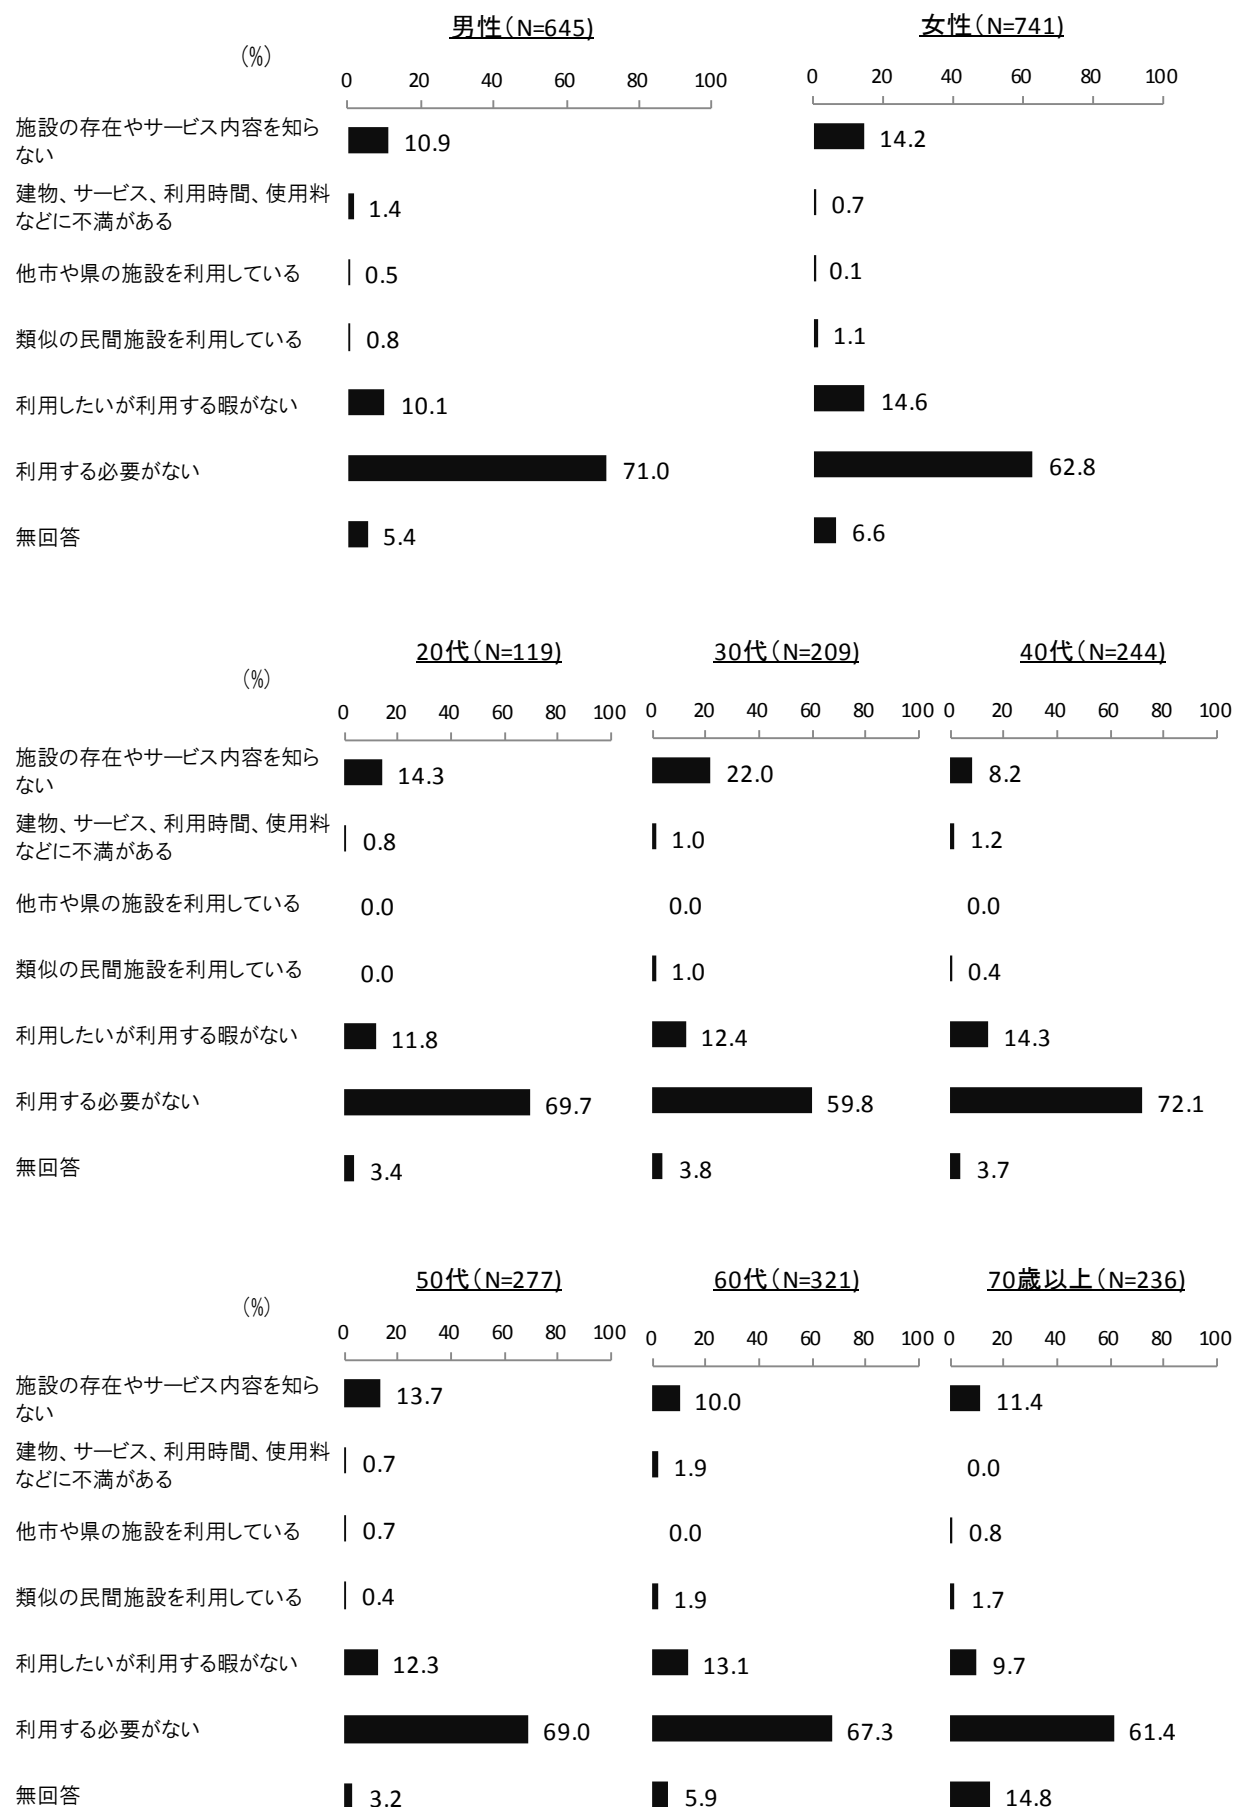 男性（N=645） 女性（N=741）
（%）
0 20 40 60 80 100 0 20 40 60 80 100
施設の存在やサービス内容を知ら
ない
10.9 14.2
建物、サービス、利用時間、使用料
などに不満がある
1.4 0.7
他市や県の施設を利用している 0.5 0.1
類似の民間施設を利用している 0.8 1.1
利用したいが利用する暇がない 10.1 14.6
利用する必要がない 71.0 62.8
無回答 5.4 6.6
20代（N=119） 30代（N=209） 40代（N=244）
（%）
0 20 40 60 80 100 0 20 40 60 80 100 0 20 40 60 80 100
施設の存在やサービス内容を知ら
ない
14.3 22.0 8.2
建物、サービス、利用時間、使用料
などに不満がある
0.8 1.0 1.2
他市や県の施設を利用している 0.0 0.0 0.0
類似の民間施設を利用している 0.0 1.0 0.4
利用したいが利用する暇がない 11.8 12.4 14.3
利用する必要がない 69.7 59.8 72.1
無回答 3.4 3.8 3.7
50代（N=277） 60代（N=321） 70歳以上（N=236）
（%）
0 20 40 60 80 100 0 20 40 60 80 100 0 20 40 60 80 100
施設の存在やサービス内容を知ら
ない
13.7 10.0 11.4
建物、サービス、利用時間、使用料
などに不満がある
0.7 1.9 0.0
他市や県の施設を利用している 0.7 0.0 0.8
類似の民間施設を利用している 0.4 1.9 1.7
利用したいが利用する暇がない 12.3 13.1 9.7
利用する必要がない 69.0 67.3 61.4
無回答 3.2 5.9 14.8